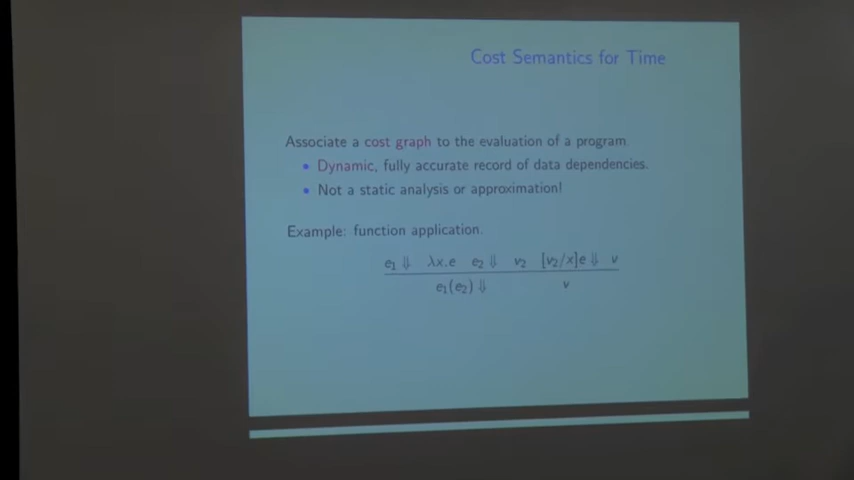 Cost Semantics for Time
Associate a cost graph to the evaluation of a program
• Dynamic, fully accurate record of data dependencies.
• Not a static analysis or approximation!
Example: function application.
e₁ ⇓ λx.e e₂ ⇓ v₂ [v₂/x]e ⇓ v
e₁(e₂) ⇓ v